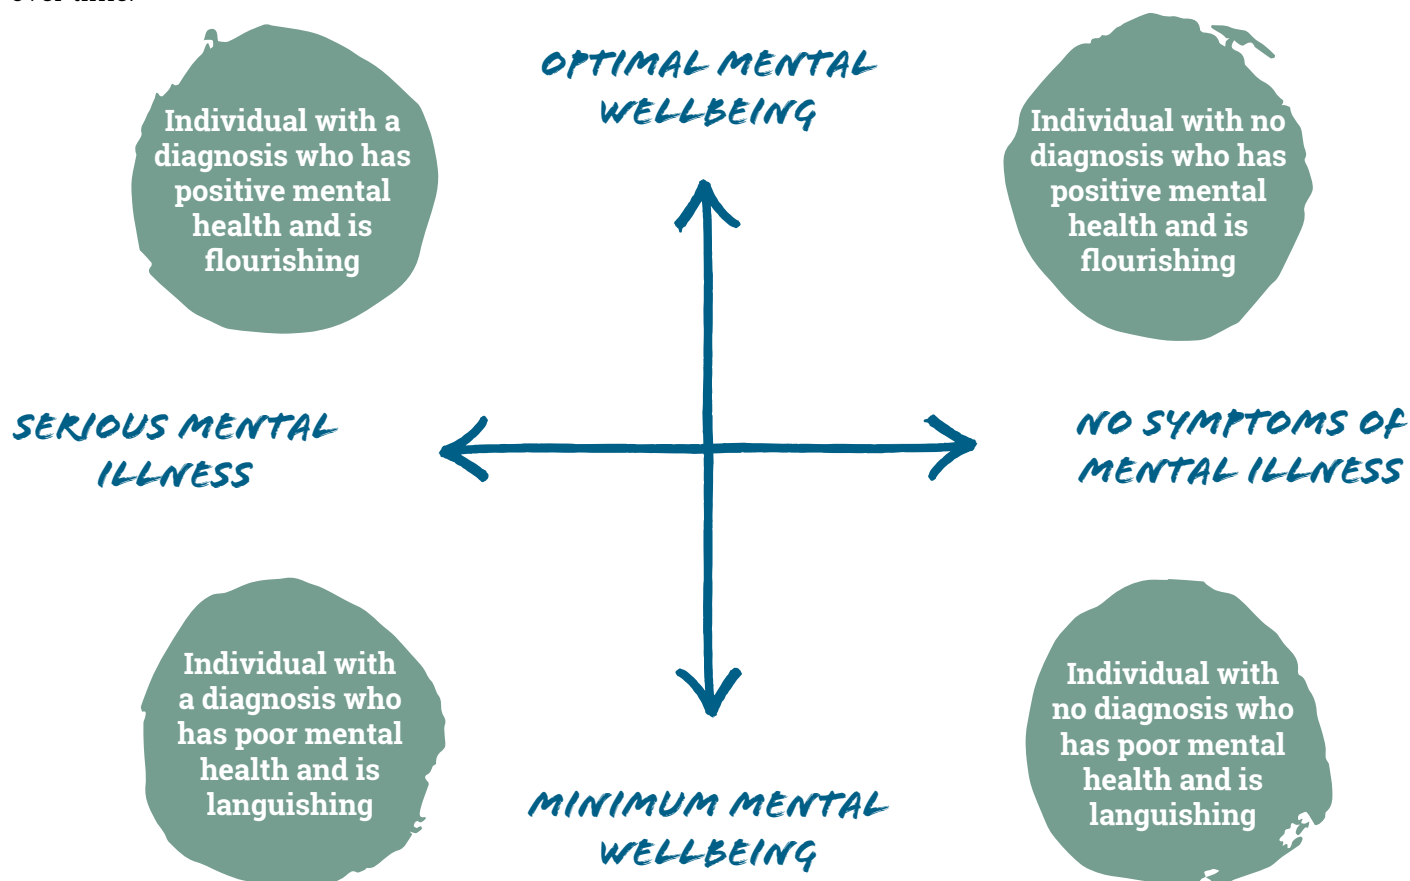 over time.
OPTIMAL MENTAL
WELLBEING
Individual with a
diagnosis who has
positive mental
health and is
flourishing
Individual with no
diagnosis who has
positive mental
health and is
flourishing
SERIOUS MENTAL
ILLNESS
NO SYMPTOMS OF
MENTAL ILLNESS
Individual with
a diagnosis who
has poor mental
health and is
languishing
Individual with
no diagnosis who
has poor mental
health and is
languishing
MINIMUM MENTAL
WELLBEING